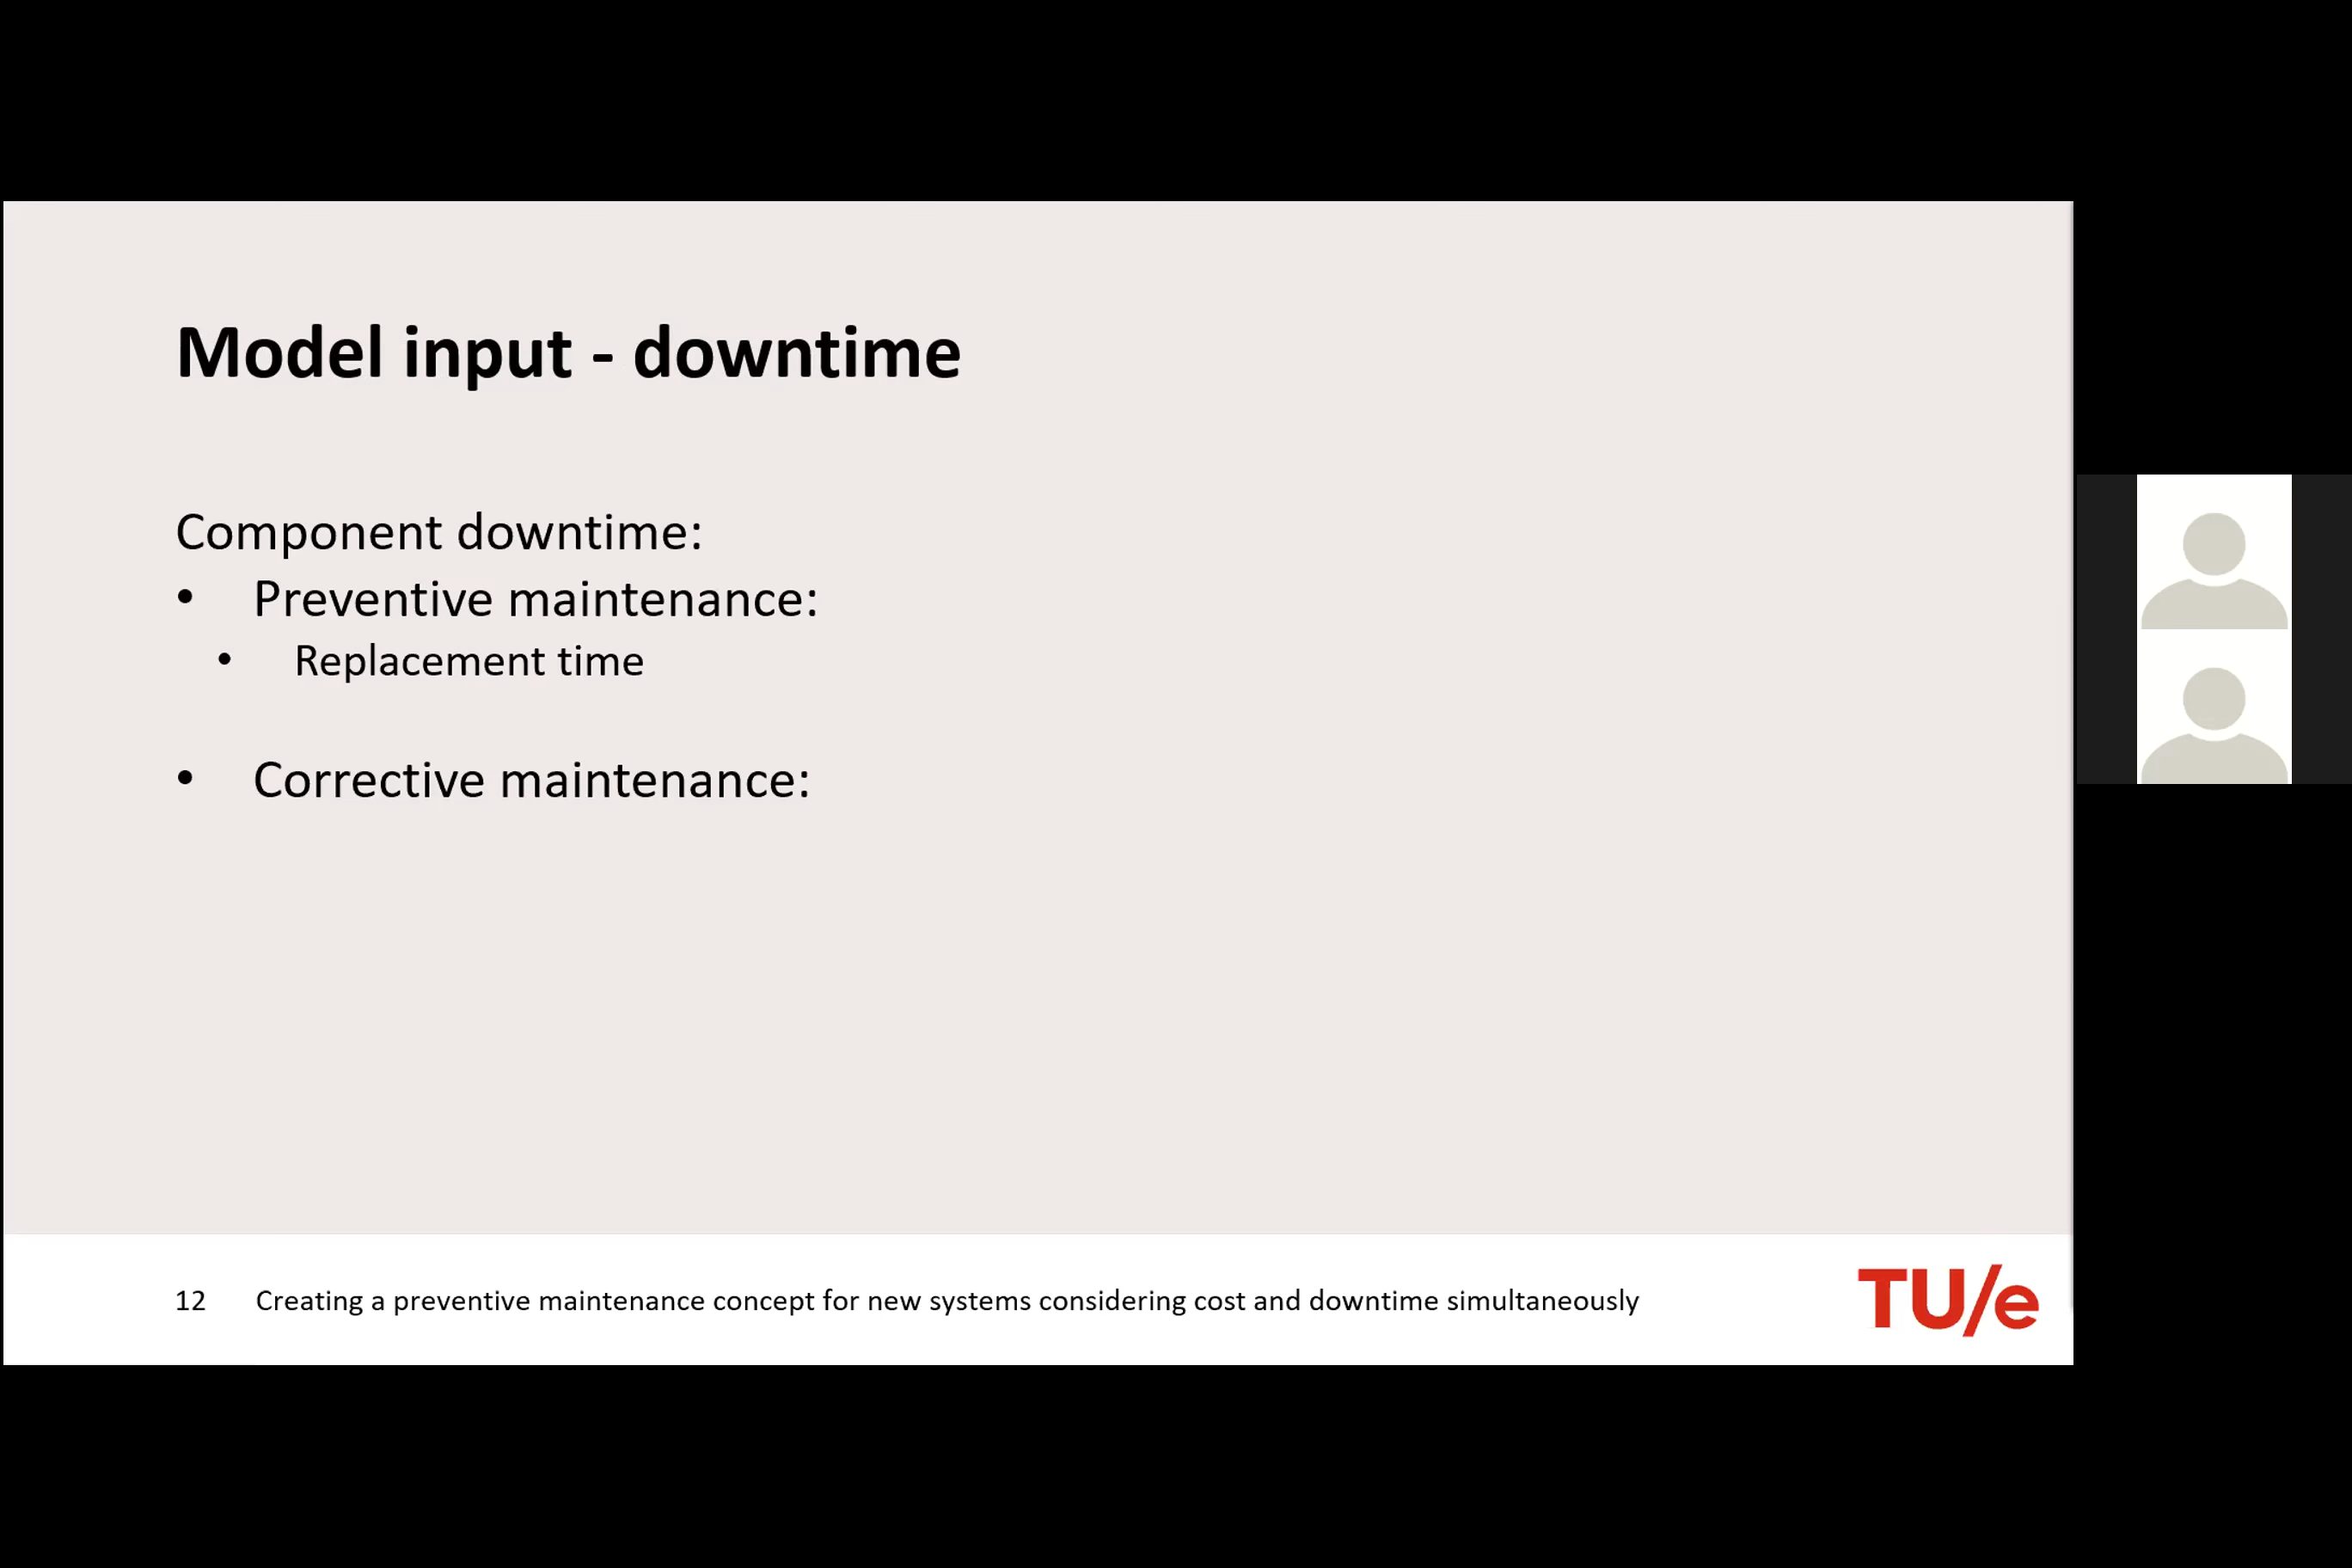 Model input - downtime
Component downtime:
• Preventive maintenance:
• Replacement time
• Corrective maintenance:
12 Creating a preventive maintenance concept for new systems considering cost and downtime simultaneously
TU/e